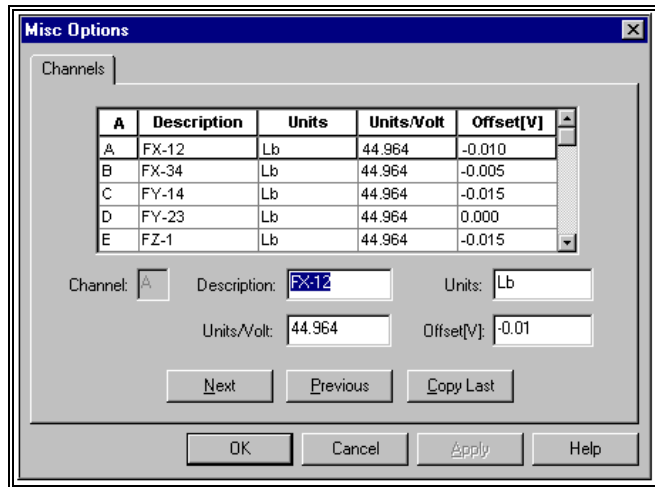 Misc Options
Channels
A Description Units Units/Volt Offset[V]
A FX-12 Lb 44.964 -0.010
B FX-34 Lb 44.964 -0.005
C FY-14 Lb 44.964 -0.015
D FY-23 Lb 44.964 0.000
E FZ-1 Lb 44.964 -0.015
Channel: A Description: FX-12 Units: Lb
Units/Volt: 44.964 Offset[V]: -0.01
Next Previous Copy Last
OK Cancel Apply Help